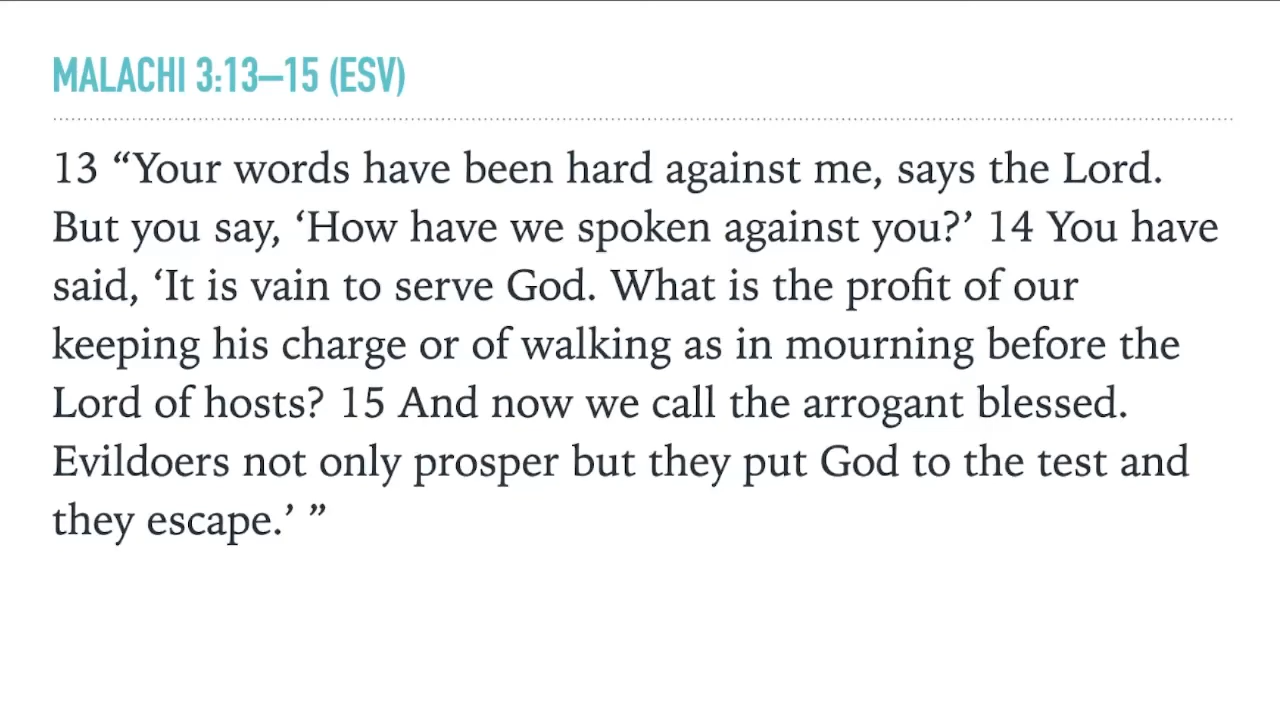 MALACHI 3:13–15 (ESV)
13 “Your words have been hard against me, says the Lord.
But you say, ‘How have we spoken against you?’ 14 You have
said, ‘It is vain to serve God. What is the profit of our
keeping his charge or of walking as in mourning before the
Lord of hosts? 15 And now we call the arrogant blessed.
Evildoers not only prosper but they put God to the test and
they escape.’ ”